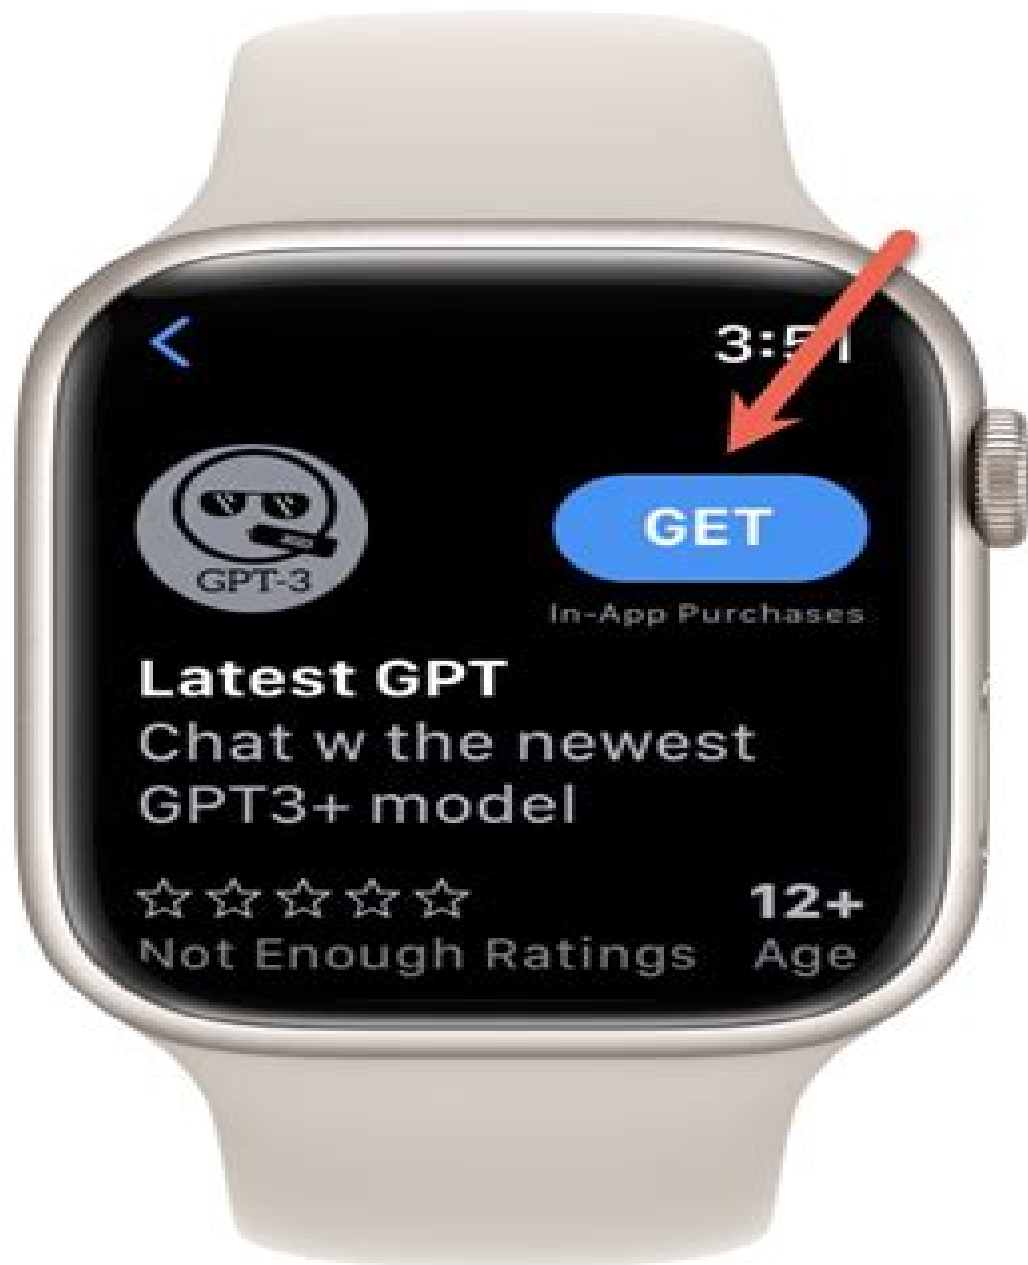 3:51
GPT-3
GET
In-App Purchases
Latest GPT
Chat w the newest
GPT3+ model
12+
Not Enough Ratings
Age